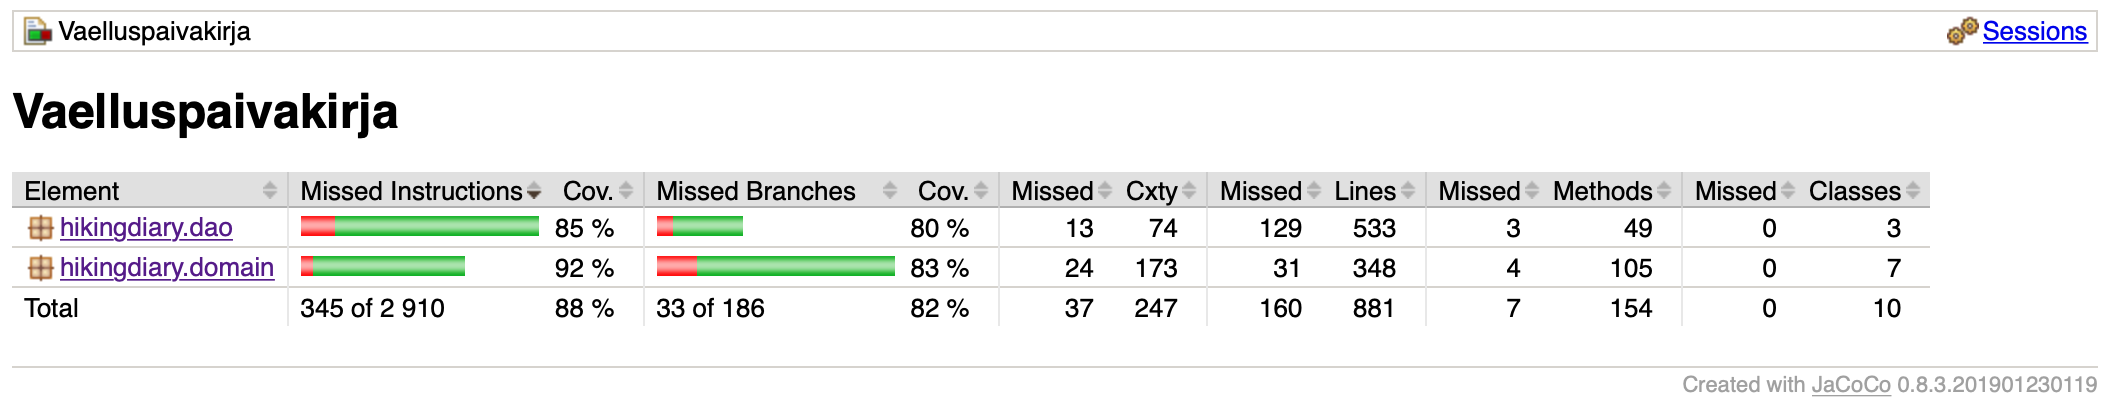 Vaelluspaivakirja Sessions
Vaelluspaivakirja
Element Missed Instructions Cov. Missed Branches Cov. Missed Cxty Missed Lines Missed Methods Missed Classes
hikingdiary.dao 85 % 80 % 13 74 129 533 3 49 0 3
hikingdiary.domain 92 % 83 % 24 173 31 348 4 105 0 7
Total 345 of 2 910 88 % 33 of 186 82 % 37 247 160 881 7 154 0 10
Created with JaCoCo 0.8.3.201901230119